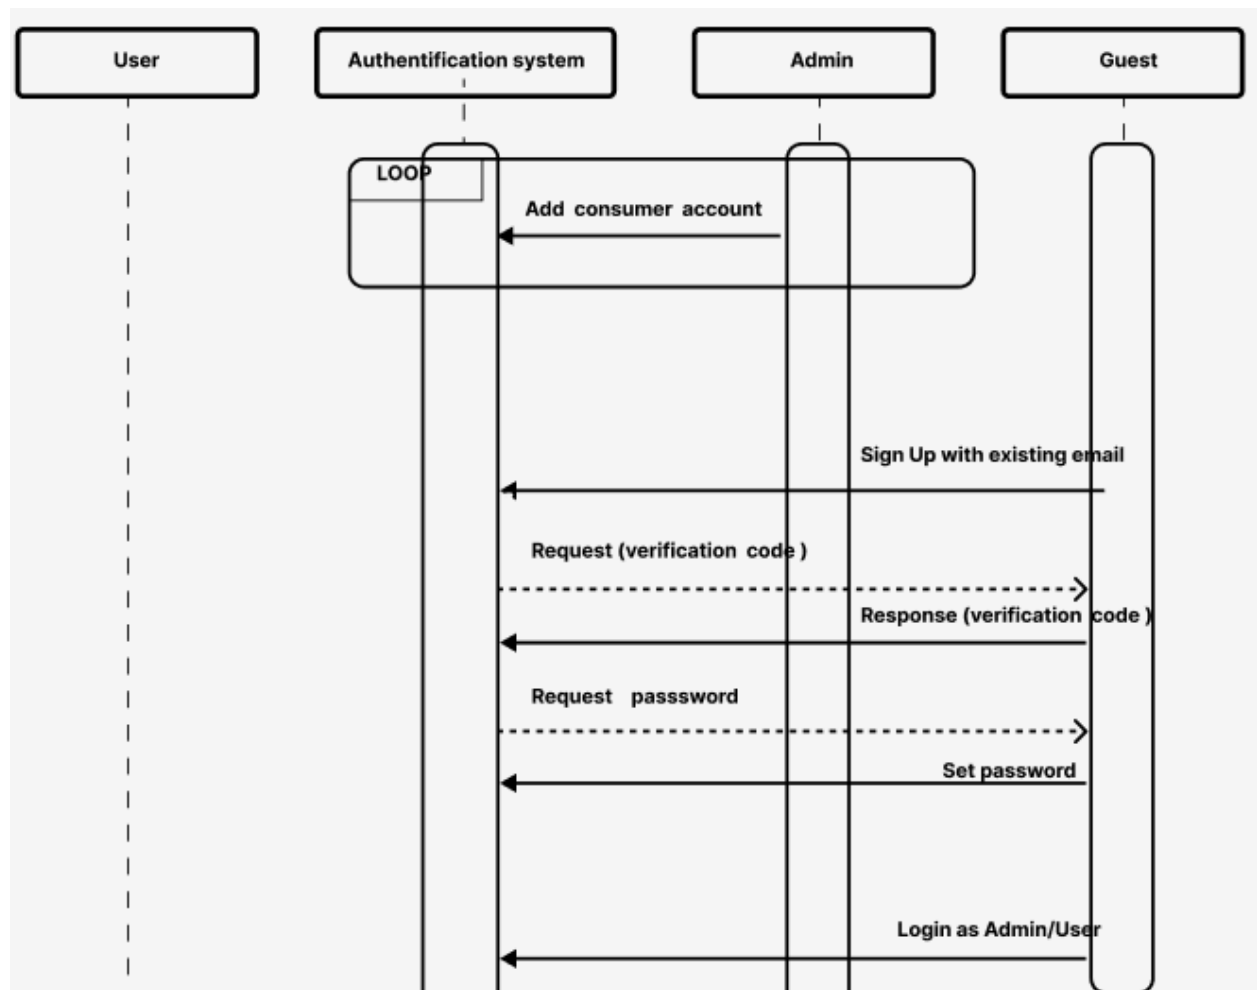 User
Authentification system
Admin
Guest
LOOP
Add consumer account
Sign Up with existing email
Request (verification code )
Response (verification code )
Request passsword
Set password
Login as Admin/User